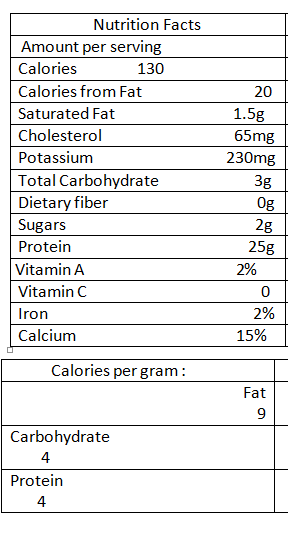 Nutrition Facts
Amount per serving
Calories 130
Calories from Fat 20
Saturated Fat 1.5g
Cholesterol 65mg
Potassium 230mg
Total Carbohydrate 3g
Dietary fiber 0g
Sugars 2g
Protein 25g
Vitamin A 2%
Vitamin C 0
Iron 2%
Calcium 15%
Calories per gram :
Fat
9
Carbohydrate
4
Protein
4